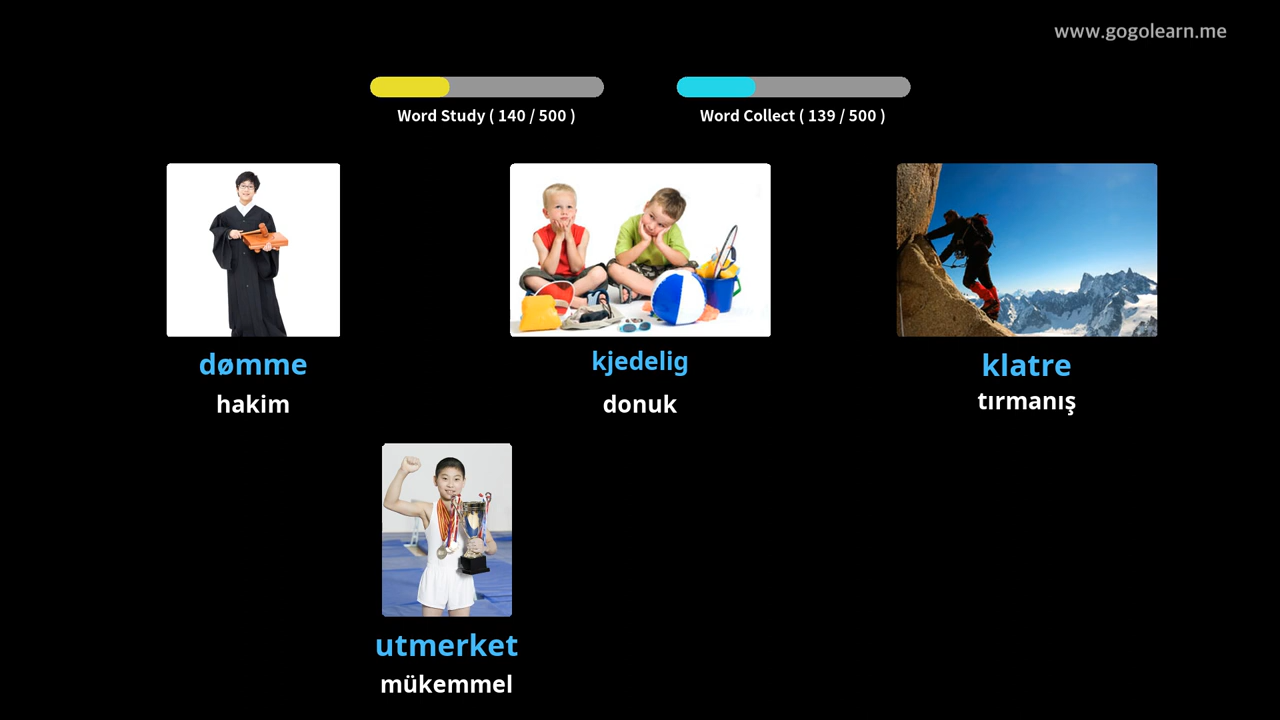 www.gogolearn.me
Word Study ( 140 / 500 )
Word Collect ( 139 / 500 )
dømme
hakim
kjedelig
donuk
klatre
tırmanış
utmerket
mükemmel